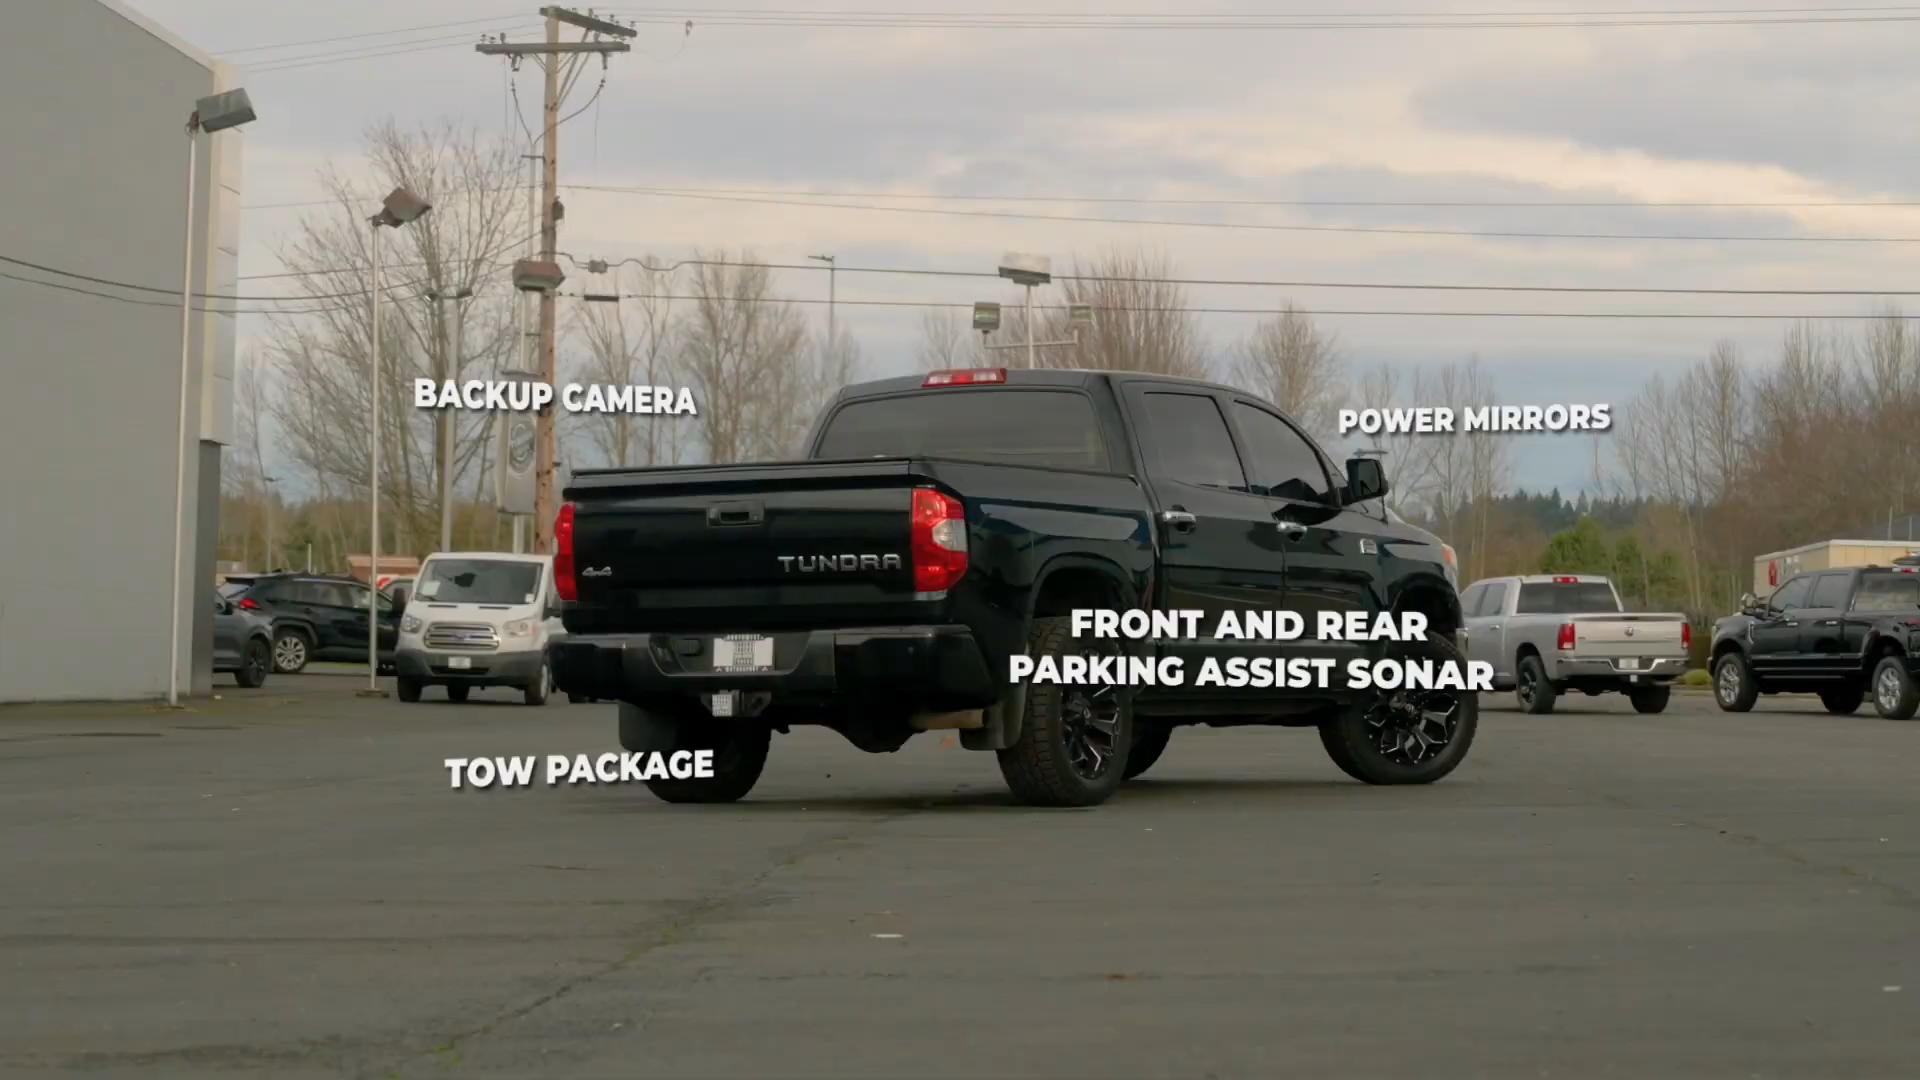 BACKUP CAMERA
POWER MIRRORS
TUNDRA
4x4
FRONT AND REAR
PARKING ASSIST SONAR
TOW PACKAGE